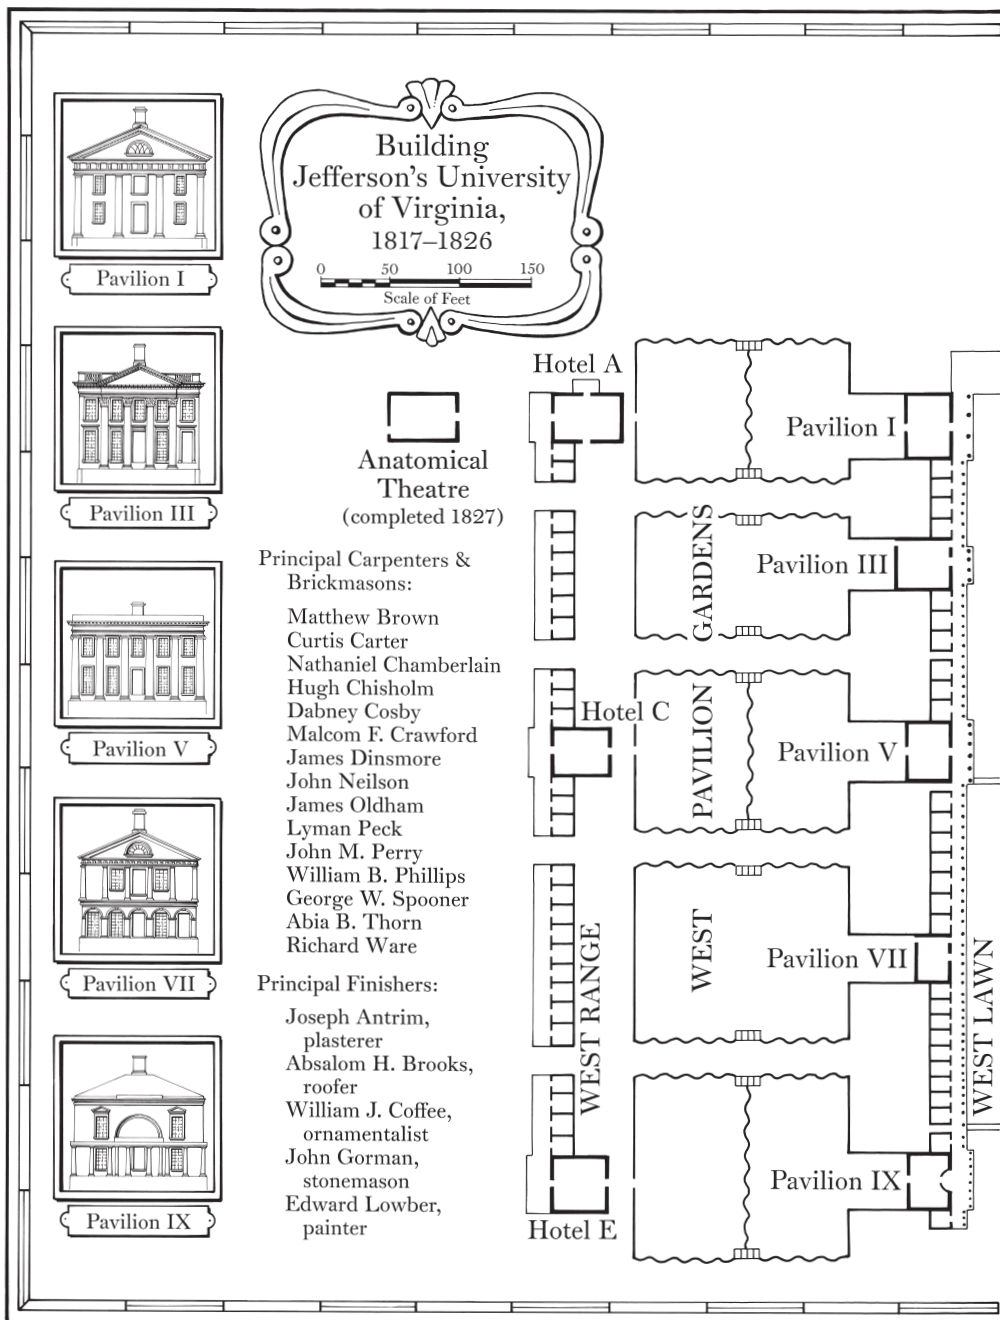 Building
Jefferson's University
of Virginia,
1817–1826
0 50 100 150
Scale of Feet
Pavilion I
Pavilion III
Pavilion V
Pavilion VII
Pavilion IX
Hotel A
Anatomical
Theatre
(completed 1827)
Principal Carpenters &
Brickmasons:
Matthew Brown
Curtis Carter
Nathaniel Chamberlain
Hugh Chisholm
Dabney Cosby
Malcom F. Crawford
James Dinsmore
John Neilson
James Oldham
Lyman Peck
John M. Perry
William B. Phillips
George W. Spooner
Abia B. Thorn
Richard Ware
Principal Finishers:
Joseph Antrim,
plasterer
Absalom H. Brooks,
roofer
William J. Coffee,
ornamentalist
John Gorman,
stonemason
Edward Lowber,
painter
Hotel C
Hotel E
WEST RANGE
WEST PAVILION GARDENS
Pavilion I
Pavilion III
Pavilion V
Pavilion VII
Pavilion IX
WEST LAWN